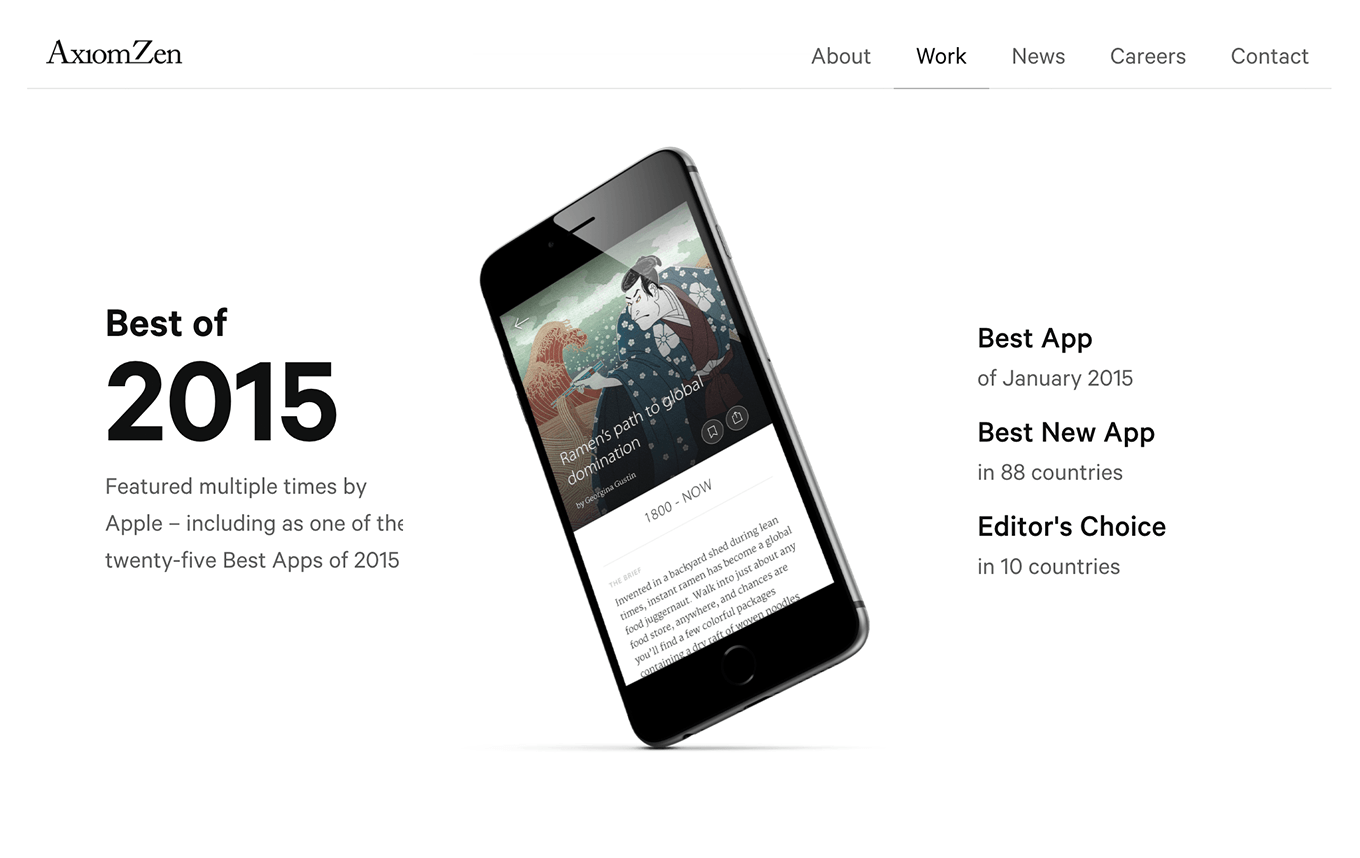 AxiomZen
About
Work
News
Careers
Contact
Best of
2015
Featured multiple times by
Apple – including as one of the
twenty-five Best Apps of 2015
Ramen's path to global
domination
by Georgina Gustin
1800 - NOW
THE BRIEF
Invented in a backyard shed during lean
times, instant ramen has become a global
food juggernaut. Walk into just about any
food store, anywhere, and chances are
you'll find a few colorful packages
containing a dry raft of woven noodles
Best App
of January 2015
Best New App
in 88 countries
Editor's Choice
in 10 countries